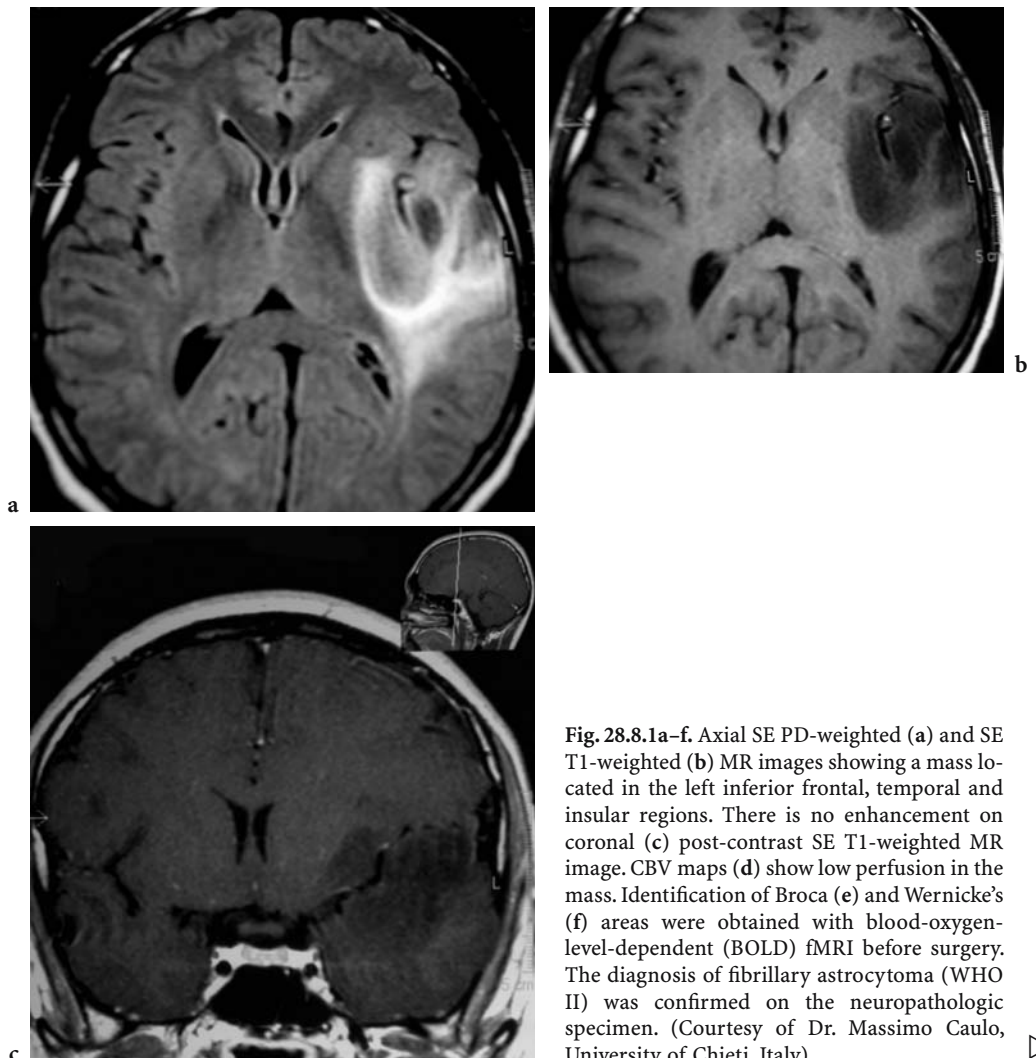 L
5 c
L
5 c
b
a
L
5 cm
c
Fig. 28.8.1a–f. Axial SE PD-weighted (a) and SE
T1-weighted (b) MR images showing a mass lo-
cated in the left inferior frontal, temporal and
insular regions. There is no enhancement on
coronal (c) post-contrast SE T1-weighted MR
image. CBV maps (d) show low perfusion in the
mass. Identification of Broca (e) and Wernicke's
(f) areas were obtained with blood-oxygen-
level-dependent (BOLD) fMRI before surgery.
The diagnosis of fibrillary astrocytoma (WHO
II) was confirmed on the neuropathologic
specimen. (Courtesy of Dr. Massimo Caulo,
University of Chieti, Italy)